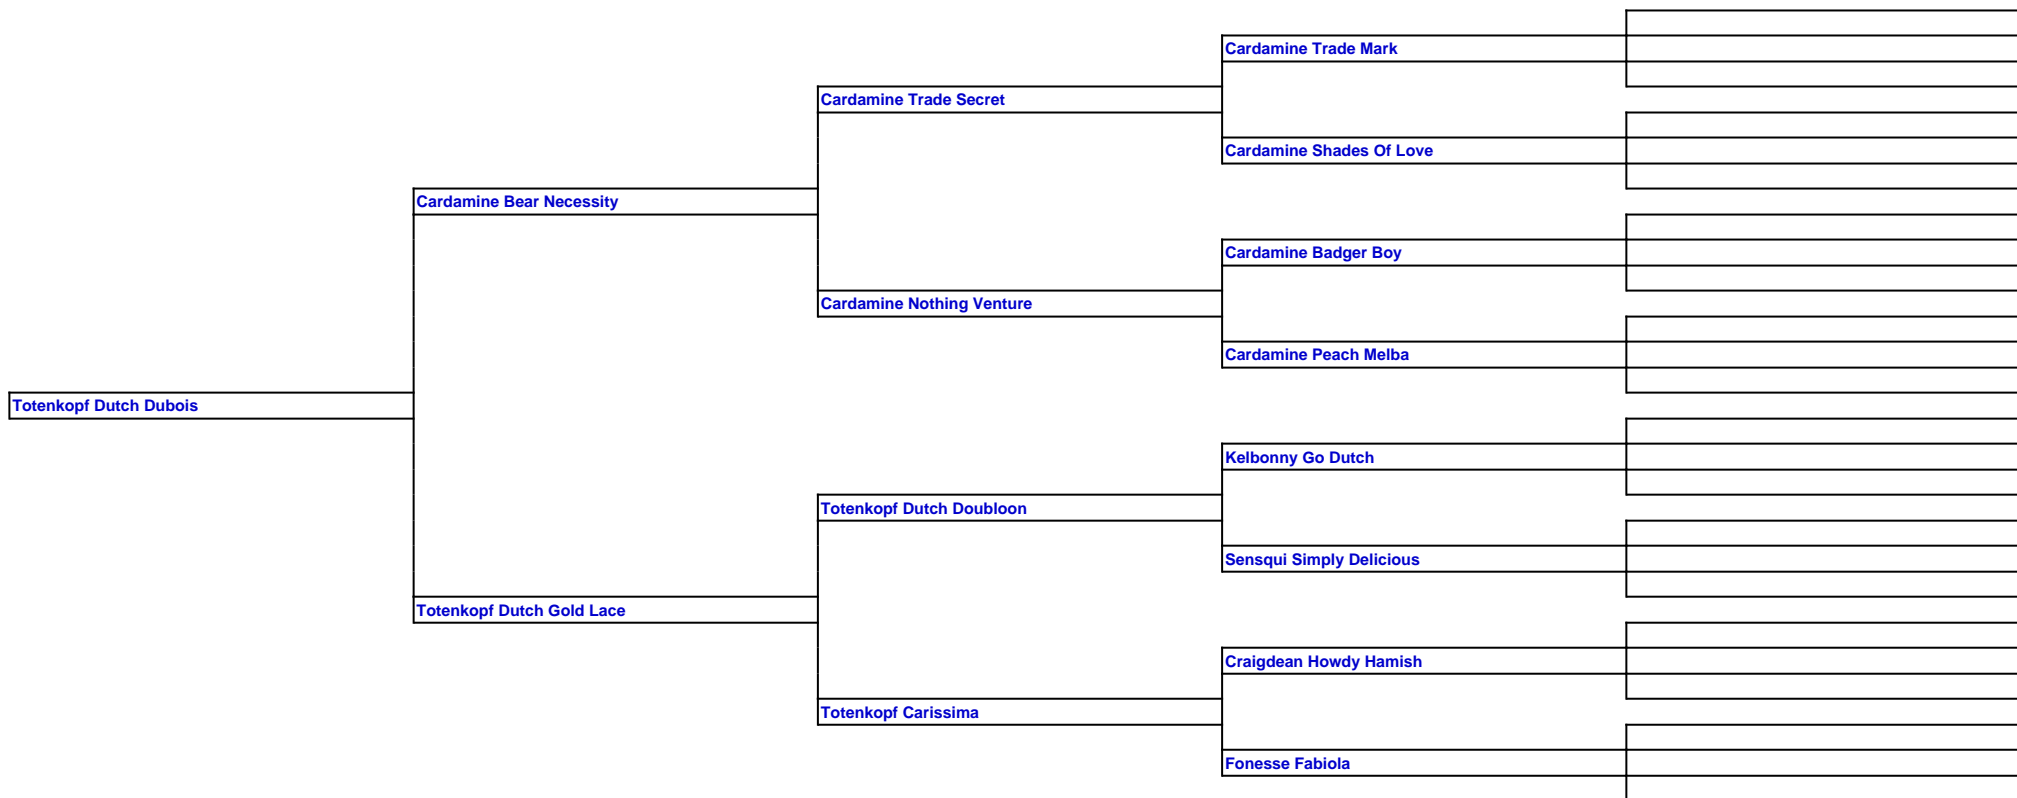 Cardamine Trade Mark
Cardamine Trade Secret
Cardamine Shades Of Love
Cardamine Bear Necessity
Cardamine Badger Boy
Cardamine Nothing Venture
Cardamine Peach Melba
Totenkopf Dutch Dubois
Kelbonny Go Dutch
Totenkopf Dutch Doubloon
Sensqui Simply Delicious
Totenkopf Dutch Gold Lace
Craigdean Howdy Hamish
Totenkopf Carissima
Fonesse Fabiola